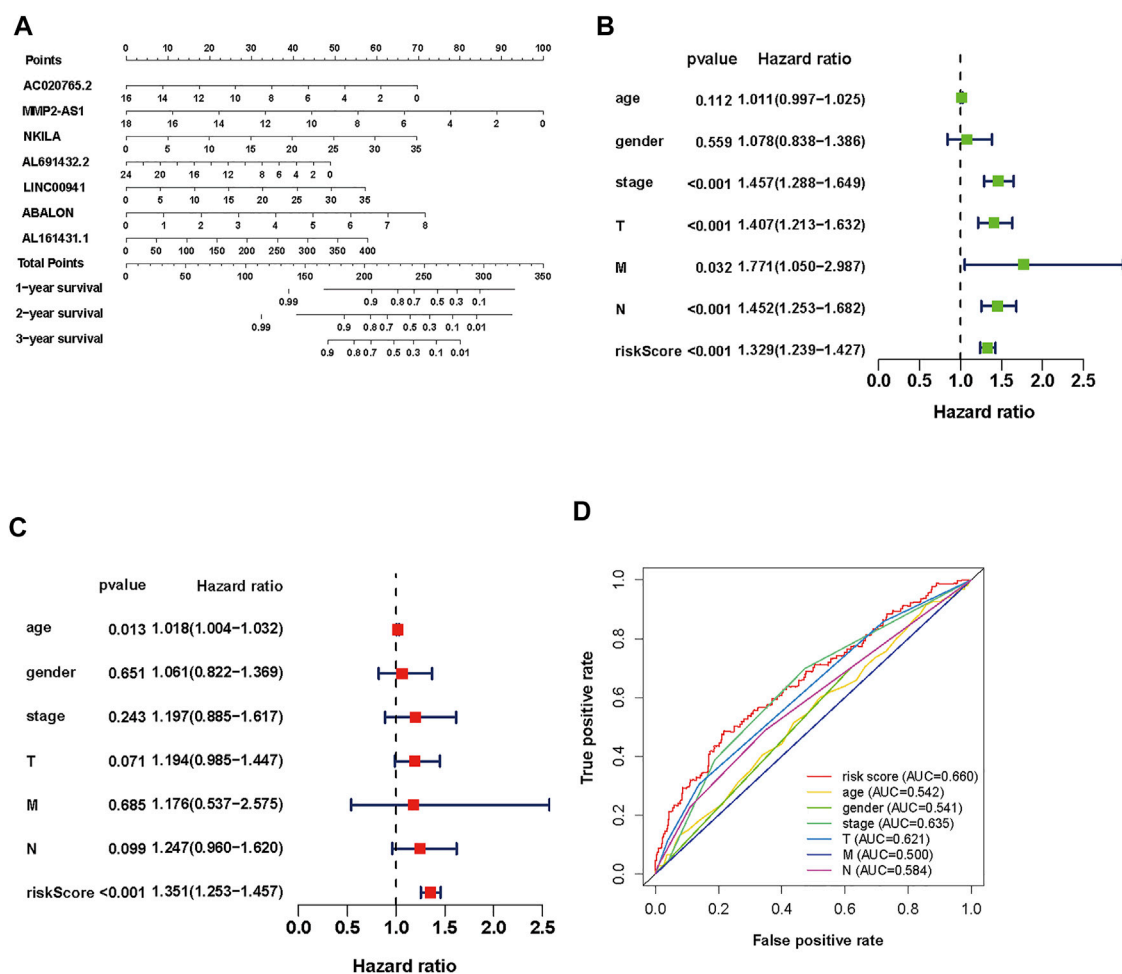 A
Points
0 10 20 30 40 50 60 70 80 90 100
AC020765.2
16 14 12 10 8 6 4 2 0
MMP2-AS1
18 16 14 12 10 8 6 4 2 0
NKILA
0 5 10 15 20 25 30 35
AL691432.2
24 20 16 12 8 6 4 2 0
LINC00941
0 5 10 15 20 25 30 35
ABALON
0 1 2 3 4 5 6 7 8
AL161431.1
0 50 100 150 200 250 300 350 400
Total Points
0 50 100 150 200 250 300 350
1-year survival
0.99 0.9 0.8 0.7 0.5 0.3 0.1
2-year survival
0.99 0.9 0.8 0.7 0.5 0.3 0.1 0.01
3-year survival
0.9 0.8 0.7 0.5 0.3 0.1 0.01
B
pvalue Hazard ratio
age 0.112 1.011(0.997-1.025)
gender 0.559 1.078(0.838-1.386)
stage <0.001 1.457(1.288-1.649)
T <0.001 1.407(1.213-1.632)
M 0.032 1.771(1.050-2.987)
N <0.001 1.452(1.253-1.682)
riskScore <0.001 1.329(1.239-1.427)
0.0 0.5 1.0 1.0 2.0 2.5
Hazard ratio
C
pvalue Hazard ratio
age 0.013 1.018(1.004-1.032)
gender 0.651 1.061(0.822-1.369)
stage 0.243 1.197(0.885-1.617)
T 0.071 1.194(0.985-1.447)
M 0.685 1.176(0.537-2.575)
N 0.099 1.247(0.960-1.620)
riskScore <0.001 1.351(1.253-1.457)
0.0 0.5 1.0 1.5 2.0 2.5
Hazard ratio
D
True positive rate
0.0 0.2 0.4 0.6 0.8 1.0
risk score (AUC=0.660)
age (AUC=0.542)
gender (AUC=0.541)
stage (AUC=0.635)
T (AUC=0.621)
M (AUC=0.500)
N (AUC=0.584)
0.0 0.2 0.4 0.6 0.8 1.0
False positive rate